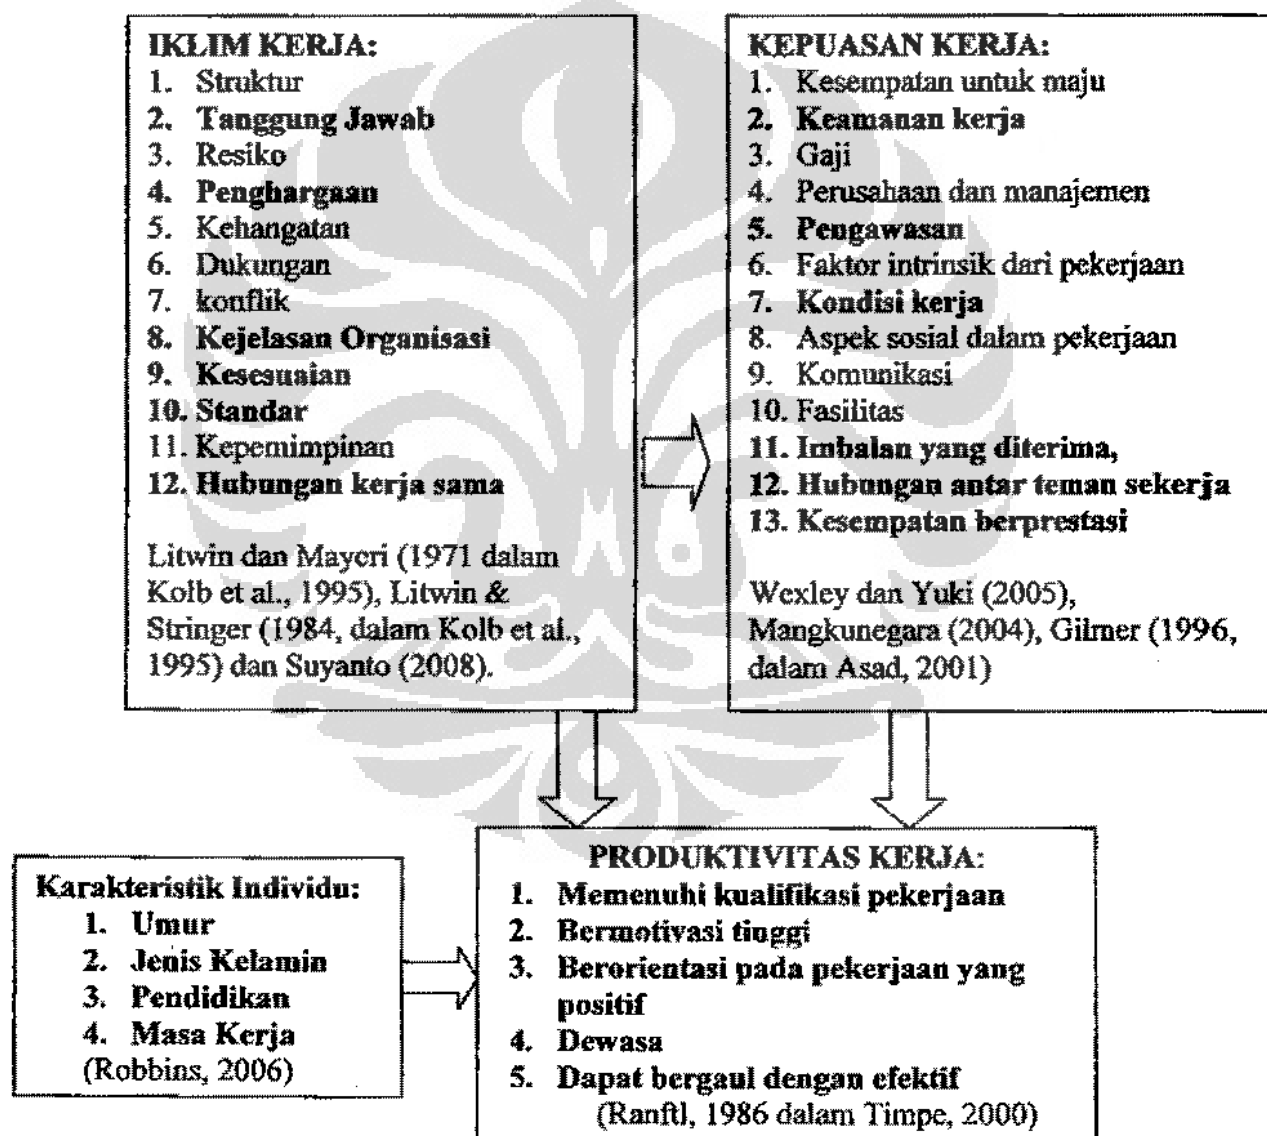 IKLIM KERJA:
1. Struktur
2. Tanggung Jawab
3. Resiko
4. Penghargaan
5. Kehangatan
6. Dukungan
7. konflik
8. Kejelasan Organisasi
9. Kesesuaian
10. Standar
11. Kepemimpinan
12. Hubungan kerja sama
Litwin dan Mayeri (1971 dalam
Kolb et al., 1995), Litwin &
Stringer (1984, dalam Kolb et al.,
1995) dan Suyanto (2008).
KEPUASAN KERJA:
1. Kesempatan untuk maju
2. Keamanan kerja
3. Gaji
4. Perusahaan dan manajemen
5. Pengawasan
6. Faktor intrinsik dari pekerjaan
7. Kondisi kerja
8. Aspek sosial dalam pekerjaan
9. Komunikasi
10. Fasilitas
11. Imbalan yang diterima,
12. Hubungan antar teman sekerja
13. Kesempatan berprestasi
Wexley dan Yuki (2005),
Mangkunegara (2004), Gilmer (1996,
dalam Asad, 2001)
Karakteristik Individu:
1. Umur
2. Jenis Kelamin
3. Pendidikan
4. Masa Kerja
(Robbins, 2006)
PRODUKTIVITAS KERJA:
1. Memenuhi kualifikasi pekerjaan
2. Bermotivasi tinggi
3. Berorientasi pada pekerjaan yang
positif
4. Dewasa
5. Dapat bergaul dengan efektif
(Ranftl, 1986 dalam Timpe, 2000)